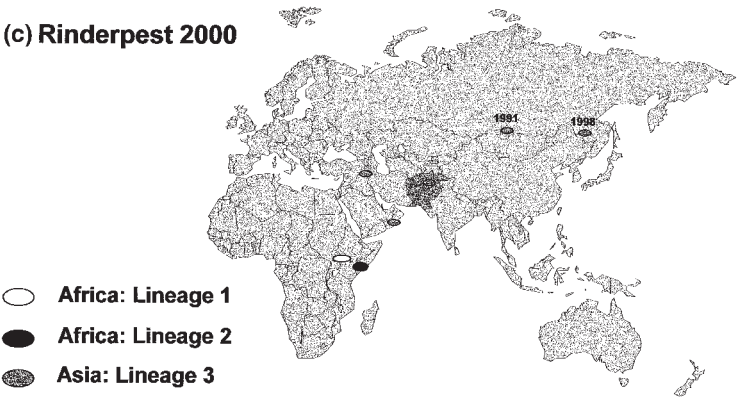 (c) Rinderpest 2000
1991
1998
Africa: Lineage 1
Africa: Lineage 2
Asia: Lineage 3